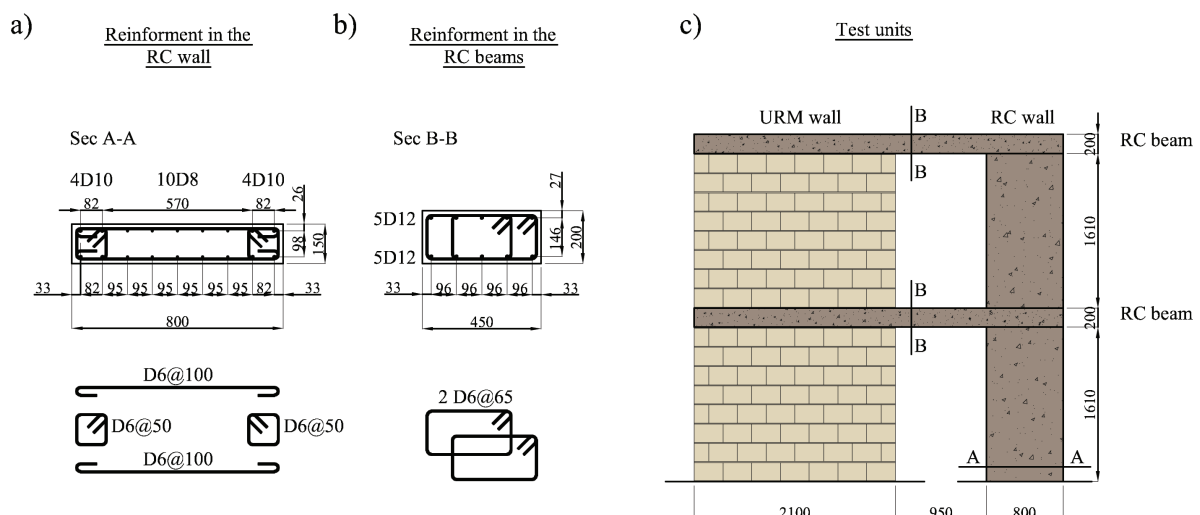 a)
Reinforment in the
RC wall
Sec A-A
4D10 10D8 4D10
82 570 82
26
98
150
33 82 95 95 95 95 95 95 82 33
800
D6@100
D6@50 D6@50
D6@100
b)
Reinforment in the
RC beams
Sec B-B
27
5D12
5D12
146
200
33 96 96 96 96 33
450
2 D6@65
c)
Test units
URM wall B RC wall
200 RC beam
B
1610
B
200 RC beam
B
1610
A A
2100 950 800